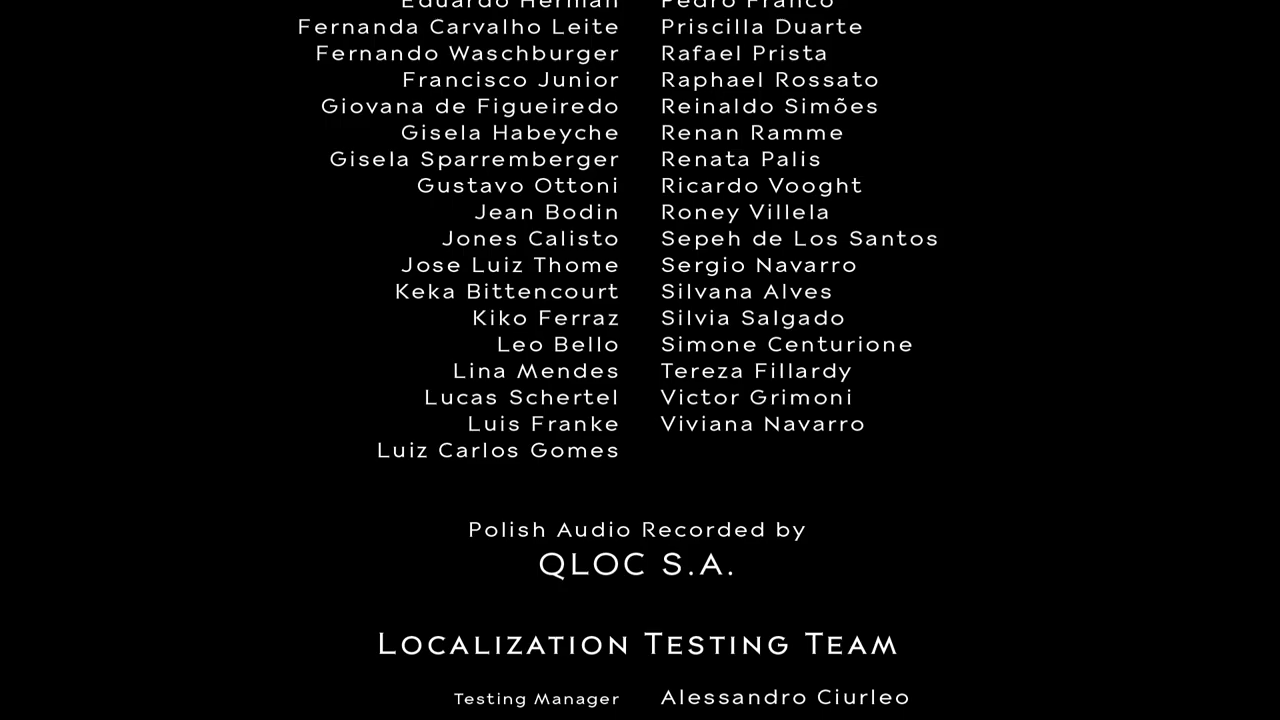 Eduardo Herman Pedro Franco
Fernanda Carvalho Leite Priscilla Duarte
Fernando Waschburger Rafael Prista
Francisco Junior Raphael Rossato
Giovana de Figueiredo Reinaldo Simões
Gisela Habeyche Renan Ramme
Gisela Sparremberger Renata Palis
Gustavo Ottoni Ricardo Vooght
Jean Bodin Roney Villela
Jones Calisto Sepeh de Los Santos
Jose Luiz Thome Sergio Navarro
Keka Bittencourt Silvana Alves
Kiko Ferraz Silvia Salgado
Leo Bello Simone Centurione
Lina Mendes Tereza Fillardy
Lucas Schertel Victor Grimoni
Luis Franke Viviana Navarro
Luiz Carlos Gomes
Polish Audio Recorded by
QLOC S.A.
Localization Testing Team
Testing Manager Alessandro Ciurleo